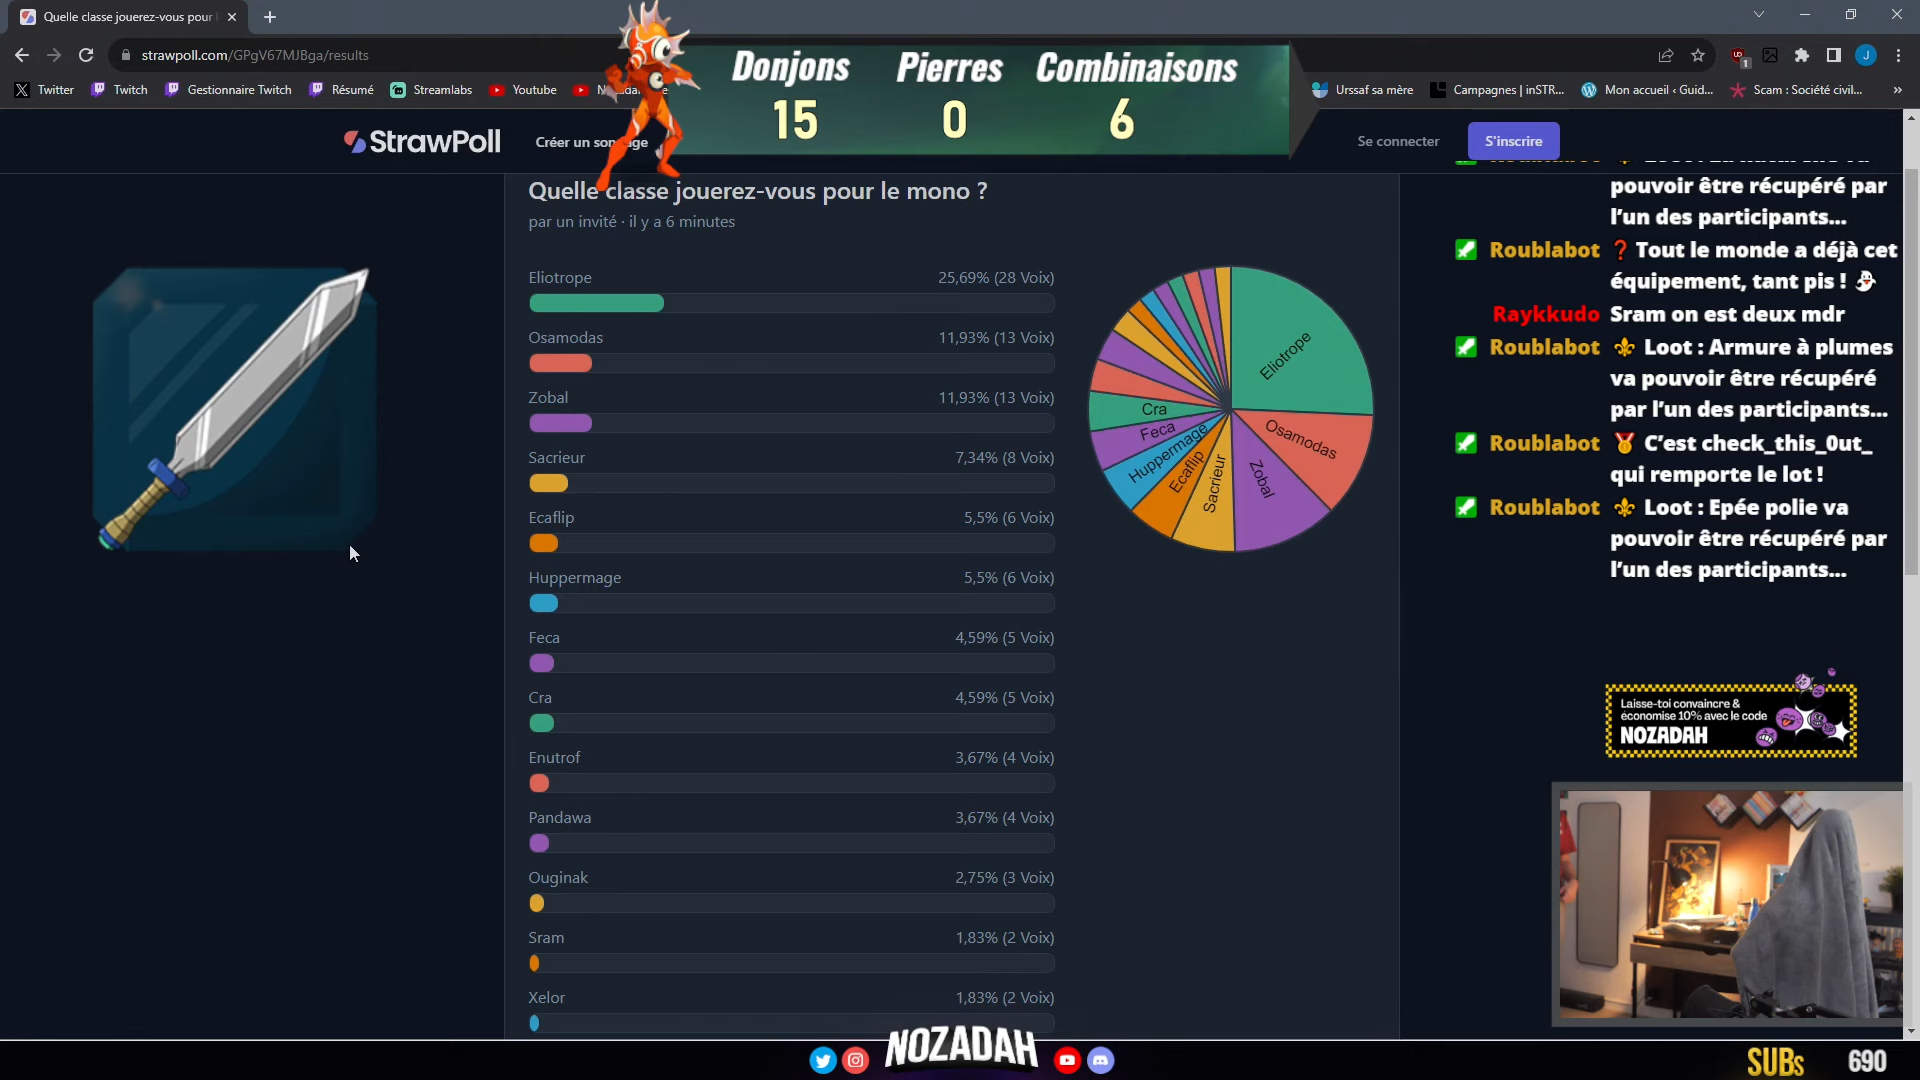 Quelle classe jouerez-vous pour l
strawpoll.com/GPgV67MJBga/results
Twitter
Twitch
Gestionnaire Twitch
Résumé
Streamlabs
Youtube
Urssaf sa mère
Campagnes | inSTR...
Mon accueil ‹ Guid...
Scam : Société civil...
Donjons Pierres Combinaisons
15 0 6
StrawPoll
Créer un
Se connecter
S'inscrire
Quelle classe jouerez-vous pour le mono ?
par un invité · il y a 6 minutes
Eliotrope 25,69% (28 Voix)
Osamodas 11,93% (13 Voix)
Zobal 11,93% (13 Voix)
Sacrieur 7,34% (8 Voix)
Ecaflip 5,5% (6 Voix)
Huppermage 5,5% (6 Voix)
Feca 4,59% (5 Voix)
Cra 4,59% (5 Voix)
Enutrof 3,67% (4 Voix)
Pandawa 3,67% (4 Voix)
Ouginak 2,75% (3 Voix)
Sram 1,83% (2 Voix)
Xelor 1,83% (2 Voix)
Eliotrope
Osamodas
Zobal
Sacrieur
Ecaflip
Huppermage
Feca
Cra
pouvoir être récupéré par
l'un des participants...
Roublabot ❓ Tout le monde a déjà cet
équipement, tant pis ! 👻
Raykkudo Sram on est deux mdr
Roublabot ⚜ Loot : Armure à plumes
va pouvoir être récupéré
par l'un des participants...
Roublabot 🏅 C'est check_this_0ut_
qui remporte le lot !
Roublabot ⚜ Loot : Epée polie va
pouvoir être récupéré par
l'un des participants...
Laisse-toi convaincre &
économise 10% avec le code
NOZADAH
NOZADAH
SUBs 690